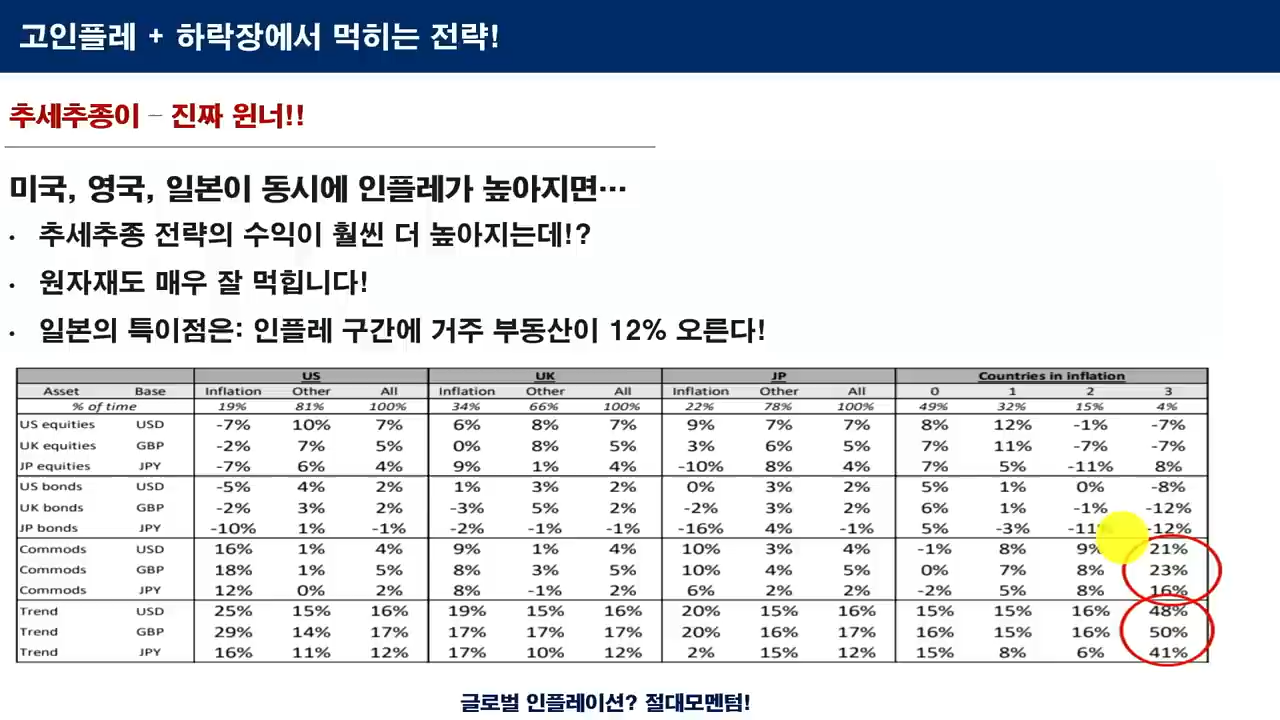 고인플레 + 하락장에서 먹히는 전략!
추세추종이 – 진짜 윈너!!
미국, 영국, 일본이 동시에 인플레가 높아지면…
• 추세추종 전략의 수익이 훨씬 더 높아지는데!?
• 원자재도 매우 잘 먹힙니다!
• 일본의 특이점은: 인플레 구간에 거주 부동산이 12% 오른다!
US UK JP Countries in inflation
Asset Base Inflation Other All Inflation Other All Inflation Other All 0 1 2 3
% of time 19% 81% 100% 34% 66% 100% 22% 78% 100% 49% 32% 15% 4%
US equities USD -7% 10% 7% 6% 8% 7% 9% 7% 7% 8% 12% -1% -7%
UK equities GBP -2% 7% 5% 0% 8% 5% 3% 6% 5% 7% 11% -7% -7%
JP equities JPY -7% 6% 4% 9% 1% 4% -10% 8% 4% 7% 5% -11% 8%
US bonds USD -5% 4% 2% 1% 3% 2% 0% 3% 2% 5% 1% 0% -8%
UK bonds GBP -2% 3% 2% -3% 5% 2% -2% 3% 2% 6% 1% -1% -12%
JP bonds JPY -10% 1% -1% -2% -1% -1% -16% 4% -1% 5% -3% -11% -12%
Commods USD 16% 1% 4% 9% 1% 4% 10% 3% 4% -1% 8% 9% 21%
Commods GBP 18% 1% 5% 8% 3% 5% 10% 4% 5% 0% 7% 8% 23%
Commods JPY 12% 0% 2% 8% -1% 2% 6% 2% 2% -2% 5% 8% 16%
Trend USD 25% 15% 16% 19% 15% 16% 20% 15% 16% 15% 15% 16% 48%
Trend GBP 29% 14% 17% 17% 17% 17% 20% 16% 17% 16% 15% 16% 50%
Trend JPY 16% 11% 12% 17% 10% 12% 2% 15% 12% 15% 8% 6% 41%
글로벌 인플레이션? 절대모멘텀!